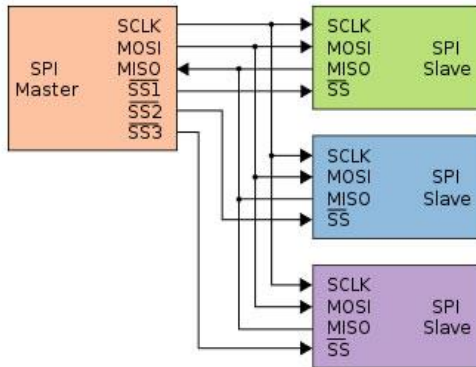 SPI
Master
SCLK
MOSI
MISO
SS1
SS2
SS3
SCLK
MOSI
MISO
SS
SPI
Slave
SCLK
MOSI
MISO
SS
SPI
Slave
SCLK
MOSI
MISO
SS
SPI
Slave